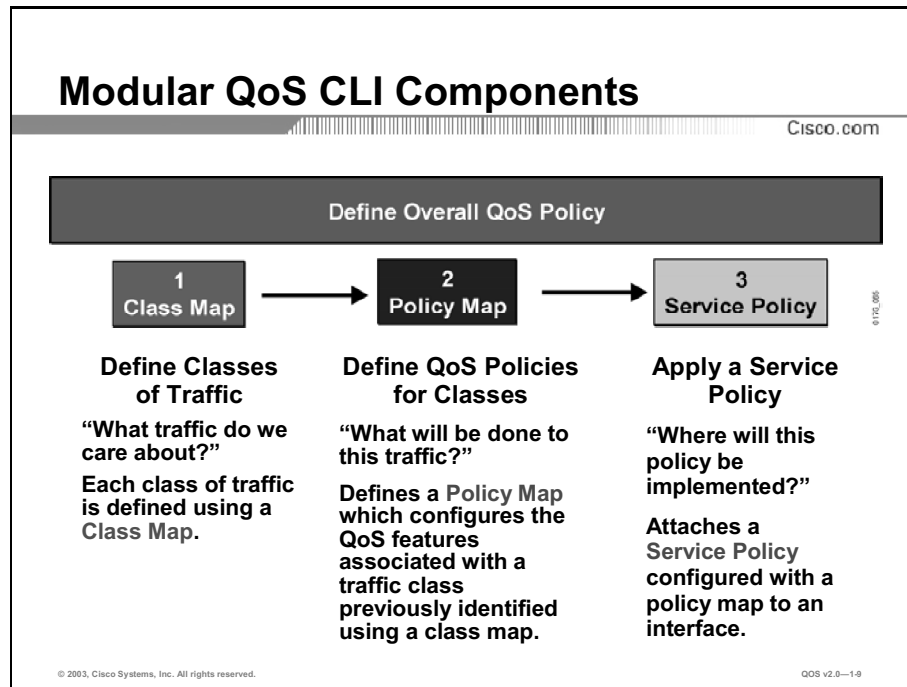 Modular QoS CLI Components
Cisco.com
Define Overall QoS Policy
1
Class Map
2
Policy Map
3
Service Policy
0170_065
Define Classes
of Traffic
“What traffic do we
care about?”
Each class of traffic
is defined using a
Class Map.
Define QoS Policies
for Classes
“What will be done to
this traffic?”
Defines a Policy Map
which configures the
QoS features
associated with a
traffic class
previously identified
using a class map.
Apply a Service
Policy
“Where will this
policy be
implemented?”
Attaches a
Service Policy
configured with a
policy map to an
interface.
© 2003, Cisco Systems, Inc. All rights reserved.
QOS v2.0—1-9